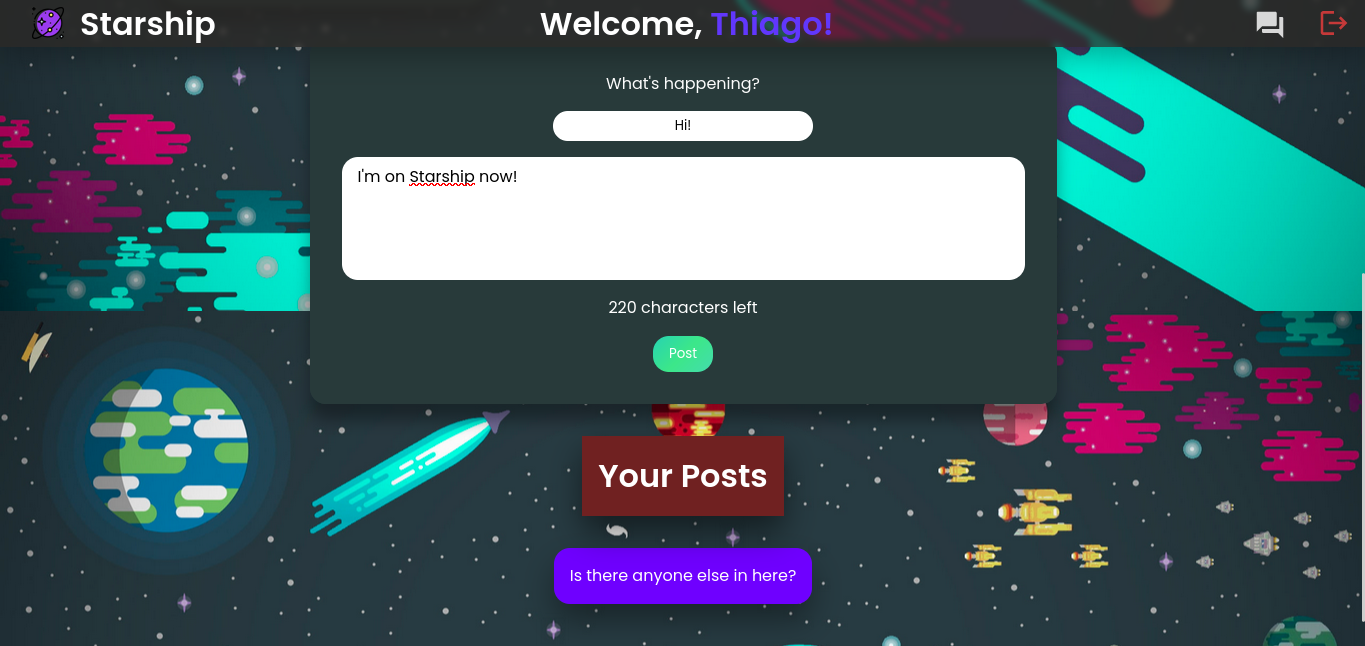 Starship
Welcome, Thiago!
What's happening?
Hi!
I'm on Starship now!
220 characters left
Post
Your Posts
Is there anyone else in here?